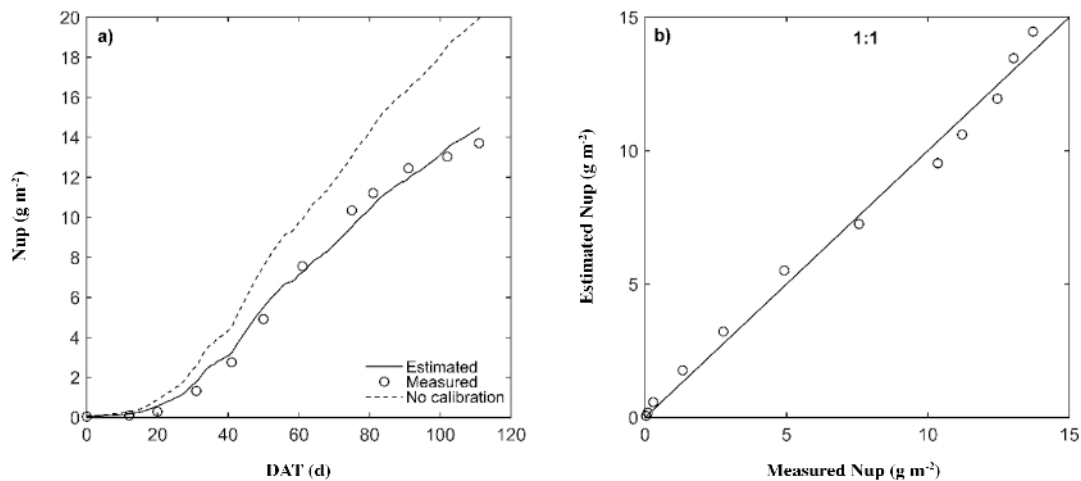 a)
20
18
16
14
12
10
8
6
4
2
0
Nup (g m-2)
Estimated
Measured
No calibration
0 20 40 60 80 100 120
DAT (d)
b)
1:1
15
10
5
0
Estimated Nup (g m-2)
0 5 10 15
Measured Nup (g m-2)